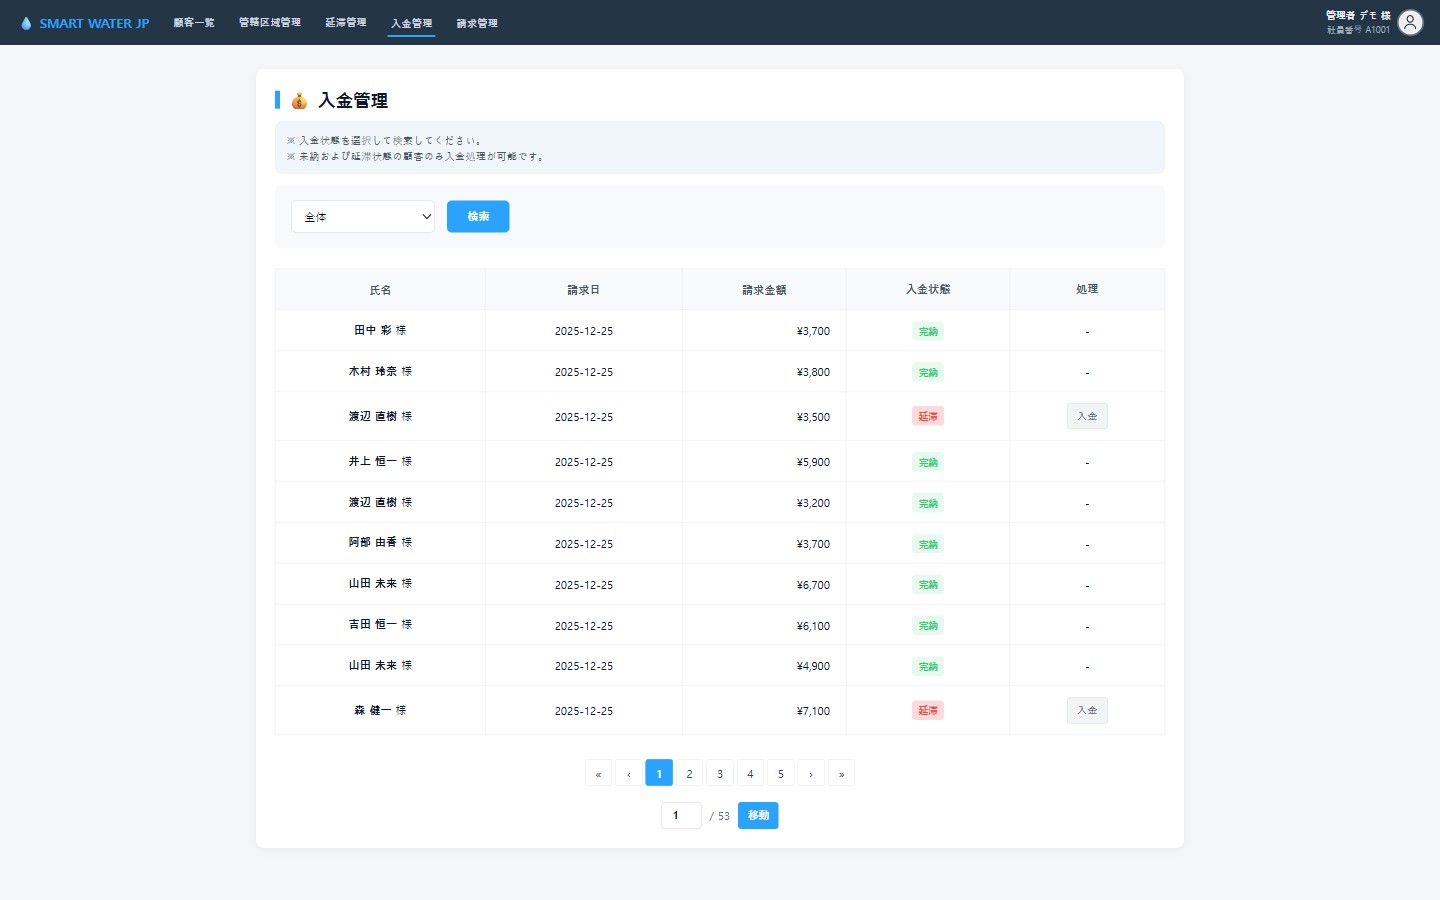 SMART WATER JP 顧客一覧 管轄区域管理 延滞管理 入金管理 請求管理
管理者 デモ 様
社員番号 A1001
入金管理
※ 入金状態を選択して検索してください。
※ 未納および延滞状態の顧客のみ入金処理が可能です。
全体 検索
氏名 請求日 請求金額 入金状態 処理
田中 彩 様 2025-12-25 ¥3,700 完納 -
木村 玲奈 様 2025-12-25 ¥3,800 完納 -
渡辺 直樹 様 2025-12-25 ¥3,500 延滞 入金
井上 恒一 様 2025-12-25 ¥5,900 完納 -
渡辺 直樹 様 2025-12-25 ¥3,200 完納 -
阿部 由香 様 2025-12-25 ¥3,700 完納 -
山田 未来 様 2025-12-25 ¥6,700 完納 -
吉田 恒一 様 2025-12-25 ¥6,100 完納 -
山田 未来 様 2025-12-25 ¥4,900 完納 -
森 健一 様 2025-12-25 ¥7,100 延滞 入金
« ‹ 1 2 3 4 5 › »
1 / 53 移動